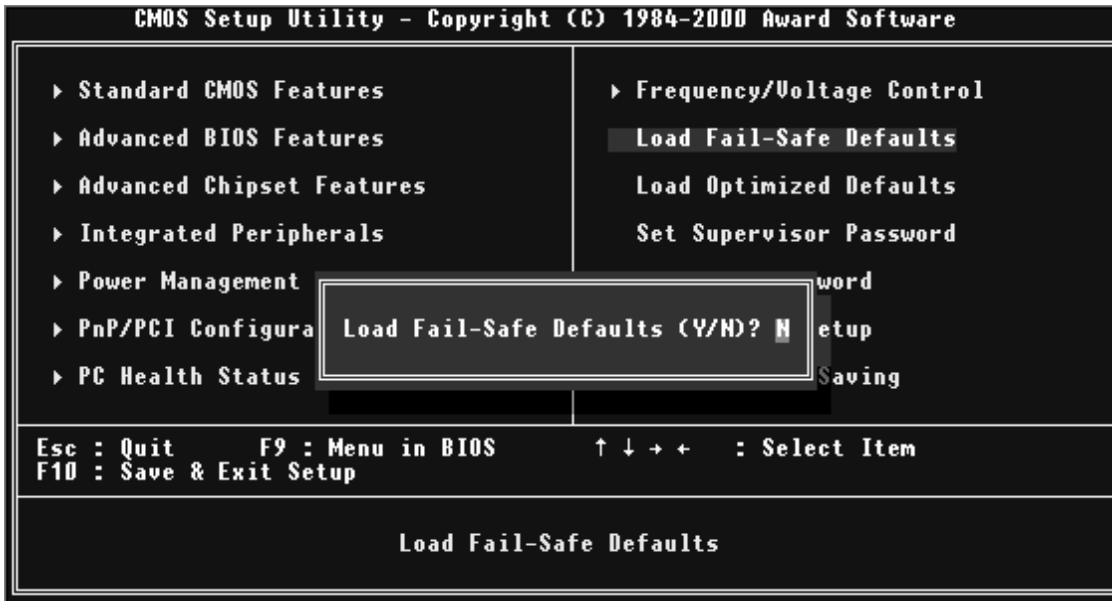 CMOS Setup Utility - Copyright (C) 1984-2000 Award Software
▸ Standard CMOS Features
▸ Advanced BIOS Features
▸ Advanced Chipset Features
▸ Integrated Peripherals
▸ Power Management
▸ PnP/PCI Configura
▸ PC Health Status
▸ Frequency/Voltage Control
Load Fail-Safe Defaults
Load Optimized Defaults
Set Supervisor Password
word
etup
Saving
Load Fail-Safe Defaults (Y/N)? N
Esc : Quit F9 : Menu in BIOS ↑ ↓ → ← : Select Item
F10 : Save & Exit Setup
Load Fail-Safe Defaults